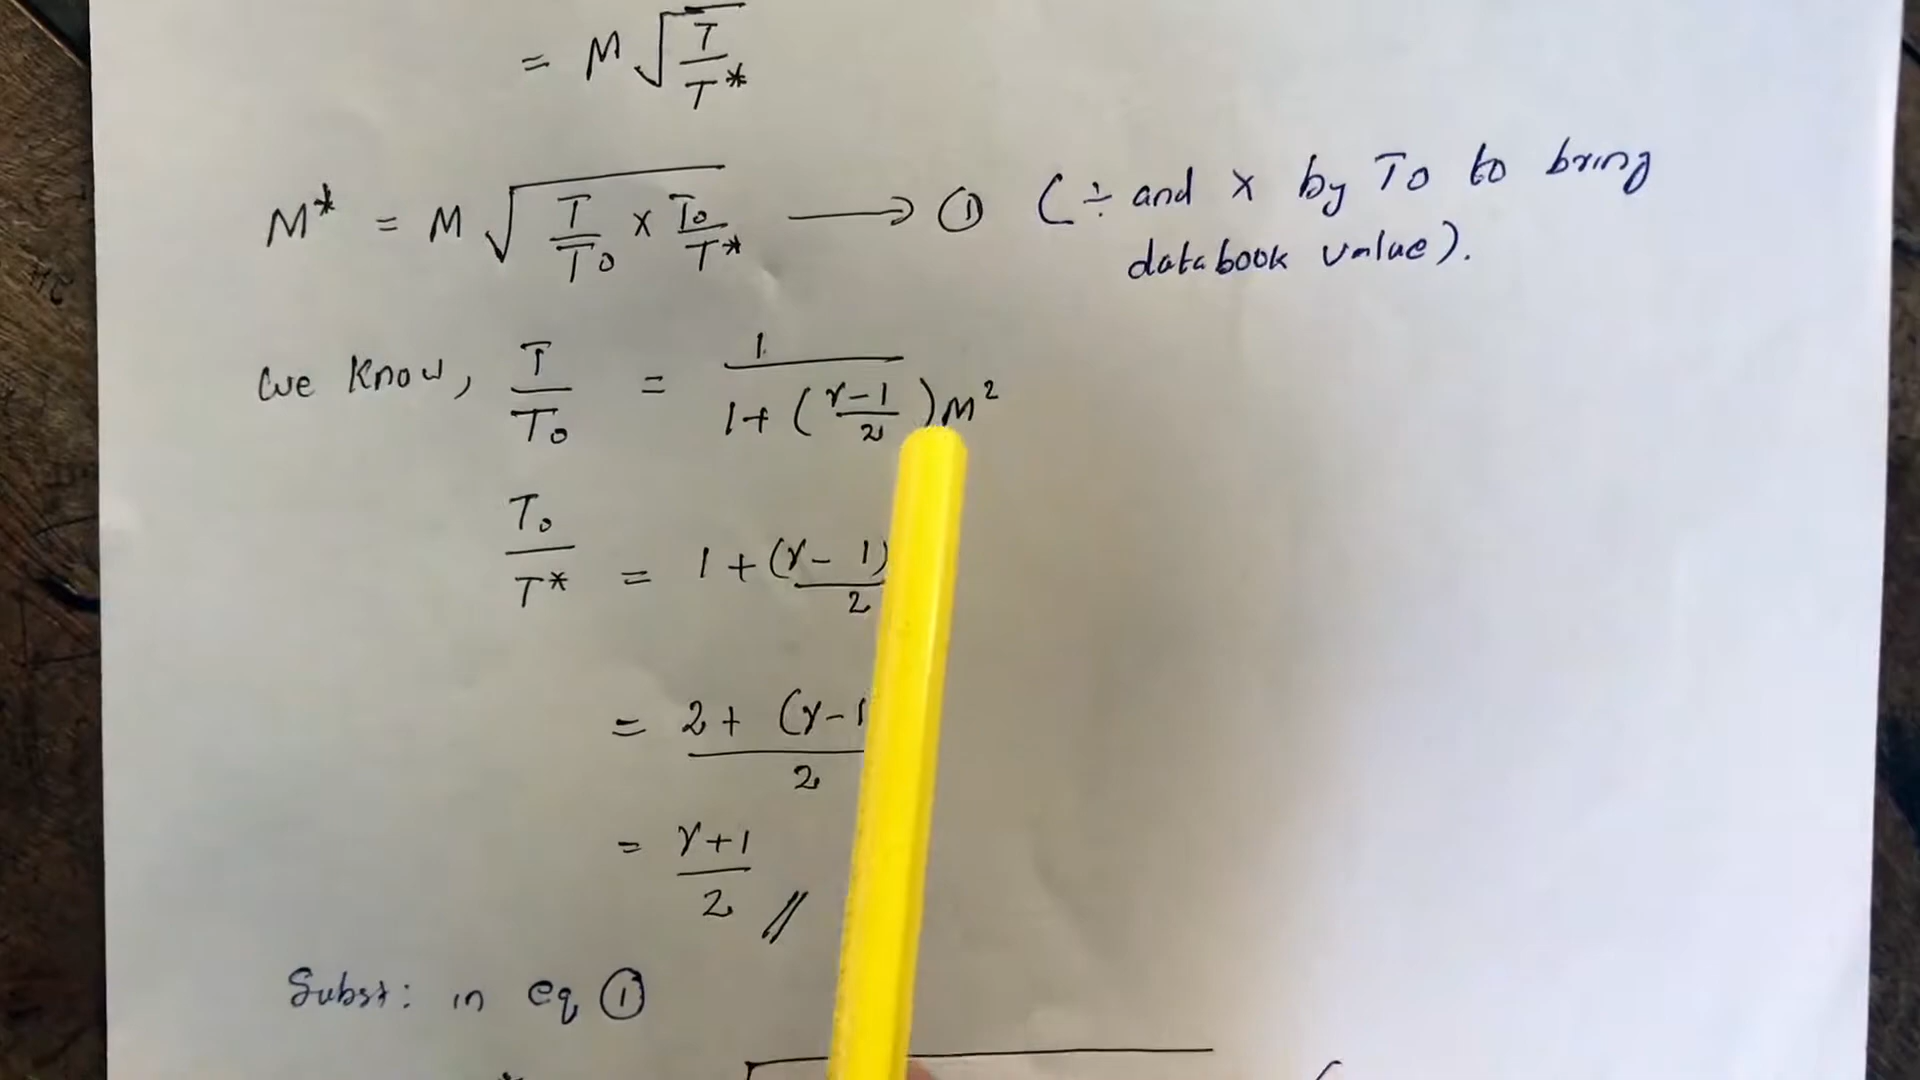 = M √(T/T*)
M* = M √(T/T₀ × T₀/T*) ⟶ ① (÷ and × by T₀ to bring
databook value).
We Know, T/T₀ = 1/(1+(γ-1/2)M²)
T₀/T* = 1 + (γ-1)/2
= 2 + (γ-1/2
= γ+1/2 //
Subst: in eq ①